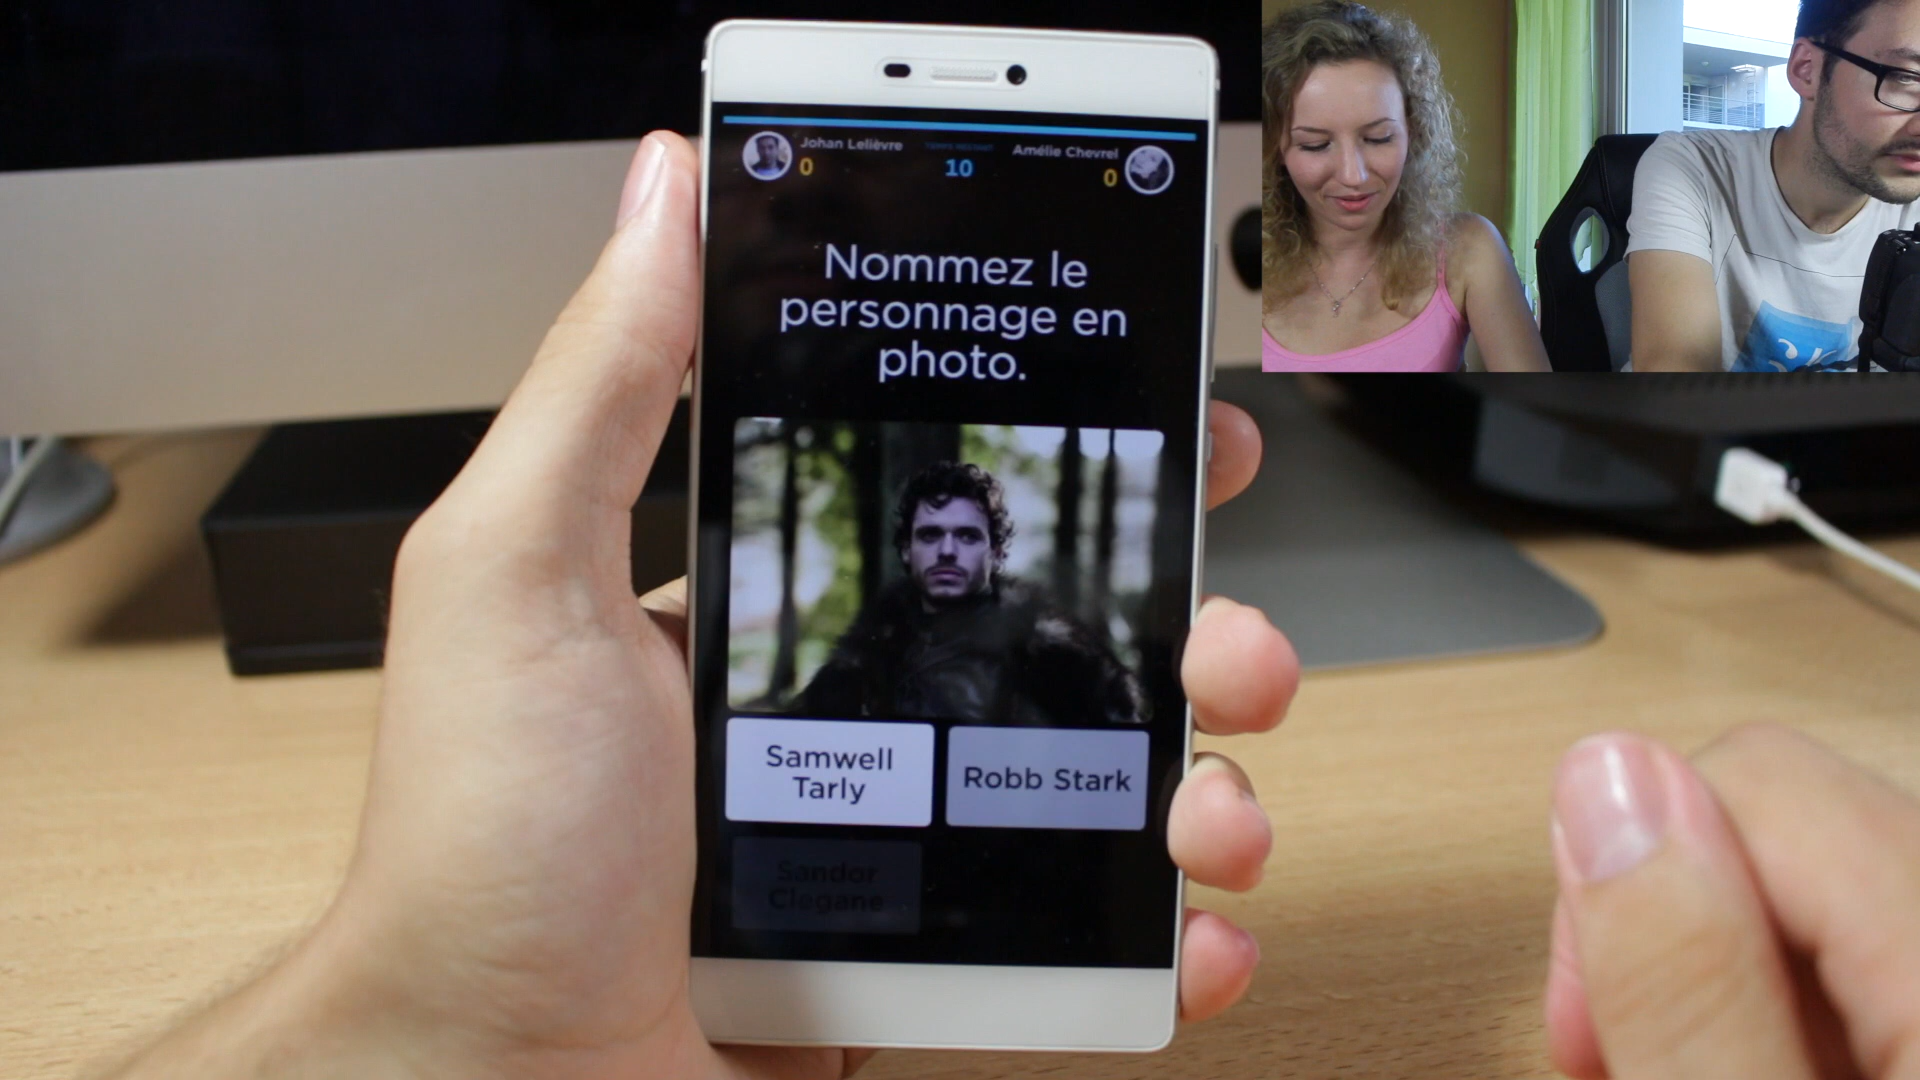 Johan Lelièvre
0
10
Amélie Chevrel
0
Nommez le
personnage en
photo.
Samwell
Tarly
Robb Stark
Sandor
Clegane